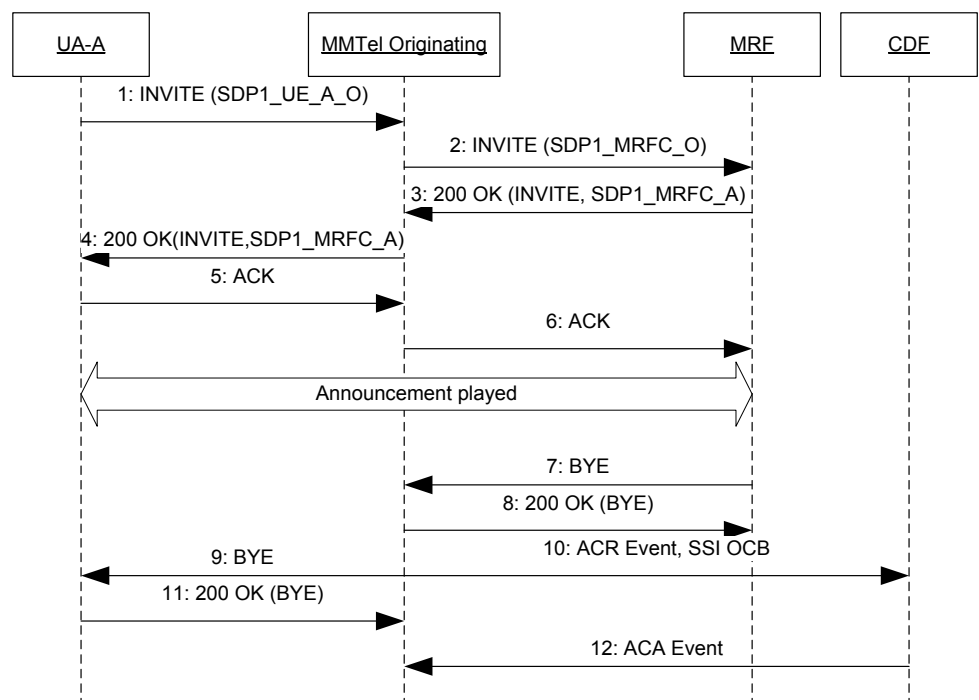 UA-A
MMTel Originating
MRF
CDF
1: INVITE (SDP1_UE_A_O)
2: INVITE (SDP1_MRFC_O)
3: 200 OK (INVITE, SDP1_MRFC_A)
4: 200 OK(INVITE,SDP1_MRFC_A)
5: ACK
6: ACK
Announcement played
7: BYE
8: 200 OK (BYE)
10: ACR Event, SSI OCB
9: BYE
11: 200 OK (BYE)
12: ACA Event